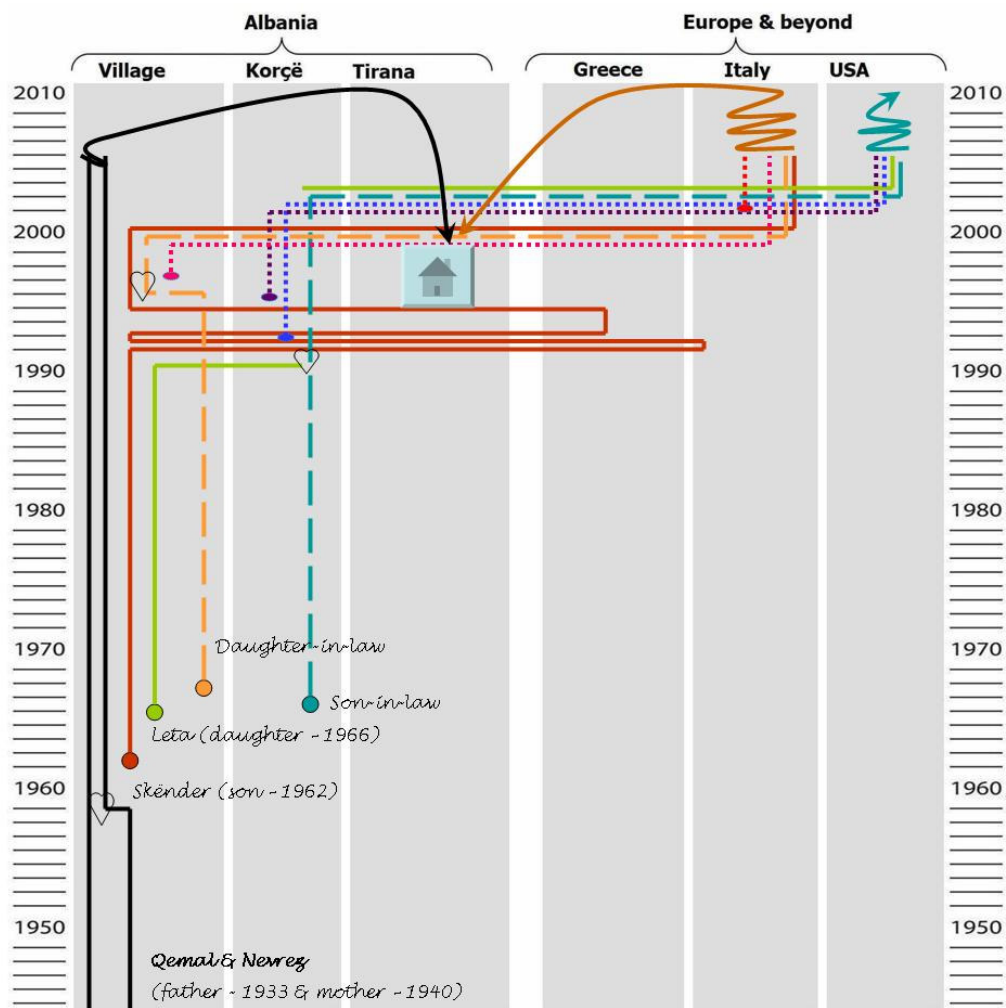 Albania Europe & beyond
Village Korçë Tirana Greece Italy USA
2010 2010
2000 2000
1990 1990
1980 1980
1970 1970
Daughter-in-law
Son-in-law
Leta (daughter - 1966)
1960 1960
Skënder (son - 1962)
1950 1950
Qemal & Nevrez
(father - 1933 & mother - 1940)